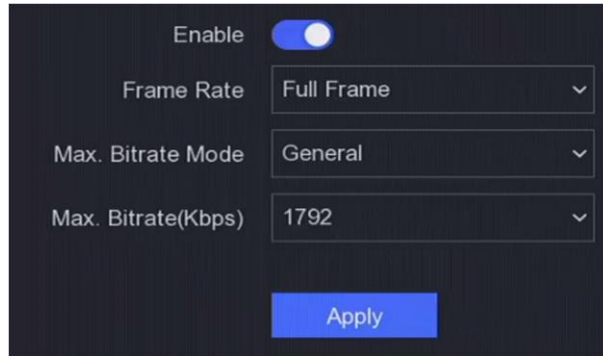 Enable
Frame Rate Full Frame
Max. Bitrate Mode General
Max. Bitrate(Kbps) 1792
Apply